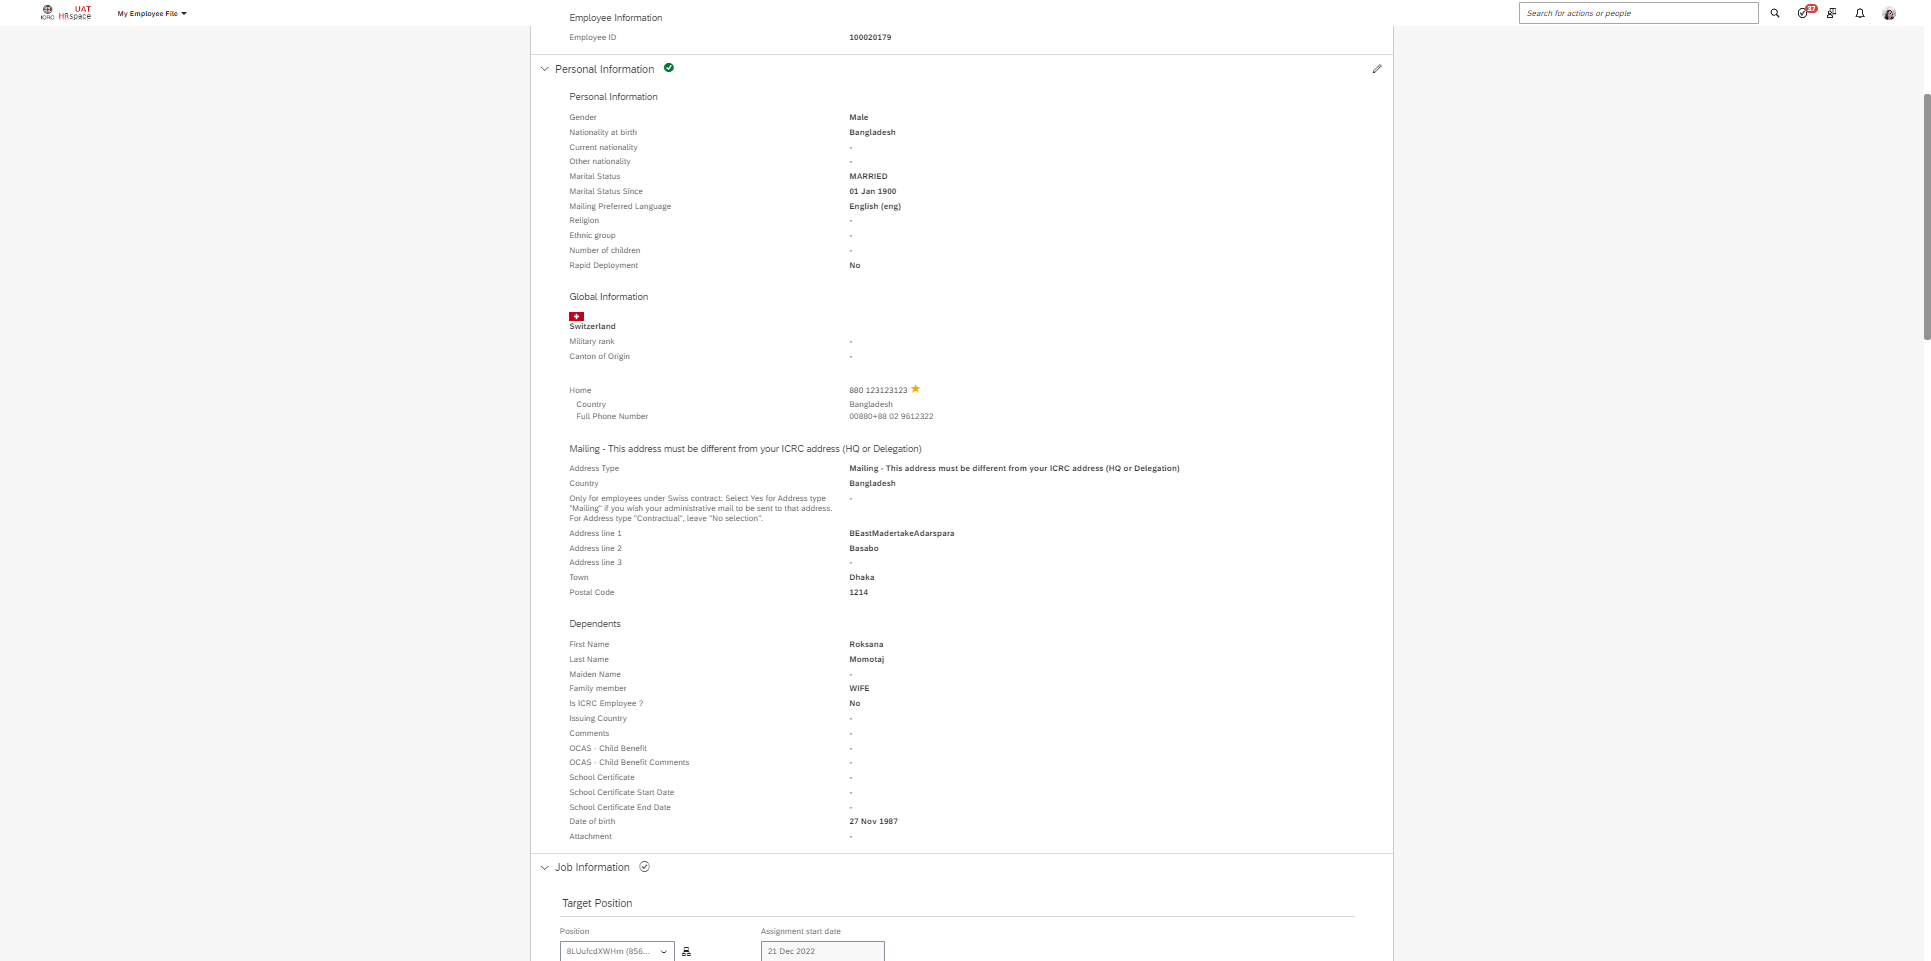 UAT
ICRC HRspace
My Employee File
Search for actions or people
37
Employee Information
Employee ID 100020179
Personal Information
Personal Information
Gender Male
Nationality at birth Bangladesh
Current nationality -
Other nationality -
Marital Status MARRIED
Marital Status Since 01 Jan 1900
Mailing Preferred Language English (eng)
Religion -
Ethnic group -
Number of children -
Rapid Deployment No
Global Information
Switzerland
Military rank -
Canton of Origin -
Home 880 123123123
Country Bangladesh
Full Phone Number 00880+88 02 9612322
Mailing - This address must be different from your ICRC address (HQ or Delegation)
Address Type Mailing - This address must be different from your ICRC address (HQ or Delegation)
Country Bangladesh
Only for employees under Swiss contract: Select Yes for Address type -
"Mailing" if you wish your administrative mail to be sent to that address.
For Address type "Contractual", leave "No selection".
Address line 1 BEastMadertakeAdarspara
Address line 2 Basabo
Address line 3 -
Town Dhaka
Postal Code 1214
Dependents
First Name Roksana
Last Name Momotaj
Maiden Name -
Family member WIFE
Is ICRC Employee ? No
Issuing Country -
Comments -
OCAS - Child Benefit -
OCAS - Child Benefit Comments -
School Certificate -
School Certificate Start Date -
School Certificate End Date -
Date of birth 27 Nov 1987
Attachment -
Job Information
Target Position
Position Assignment start date
8LUufcdXWHm (856... 21 Dec 2022